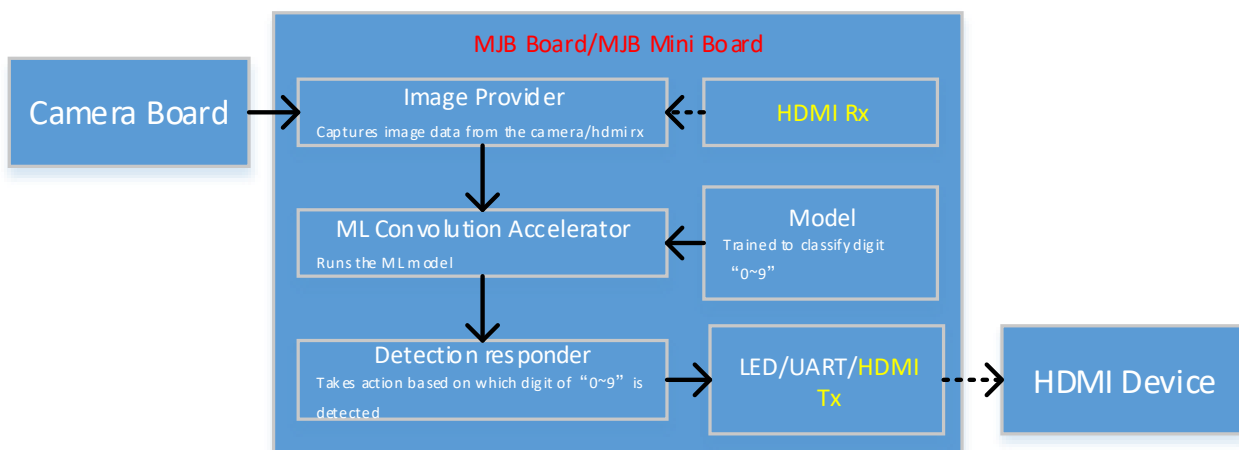 MJB Board/MJB Mini Board
Camera Board
Image Provider
Captures image data from the camera/hdmi rx
HDMI Rx
ML Convolution Accelerator
Runs the ML model
Model
Trained to classify digit
“0~9”
Detection responder
Takes action based on which digit of “0~9” is
detected
LED/UART/HDMI
Tx
HDMI Device